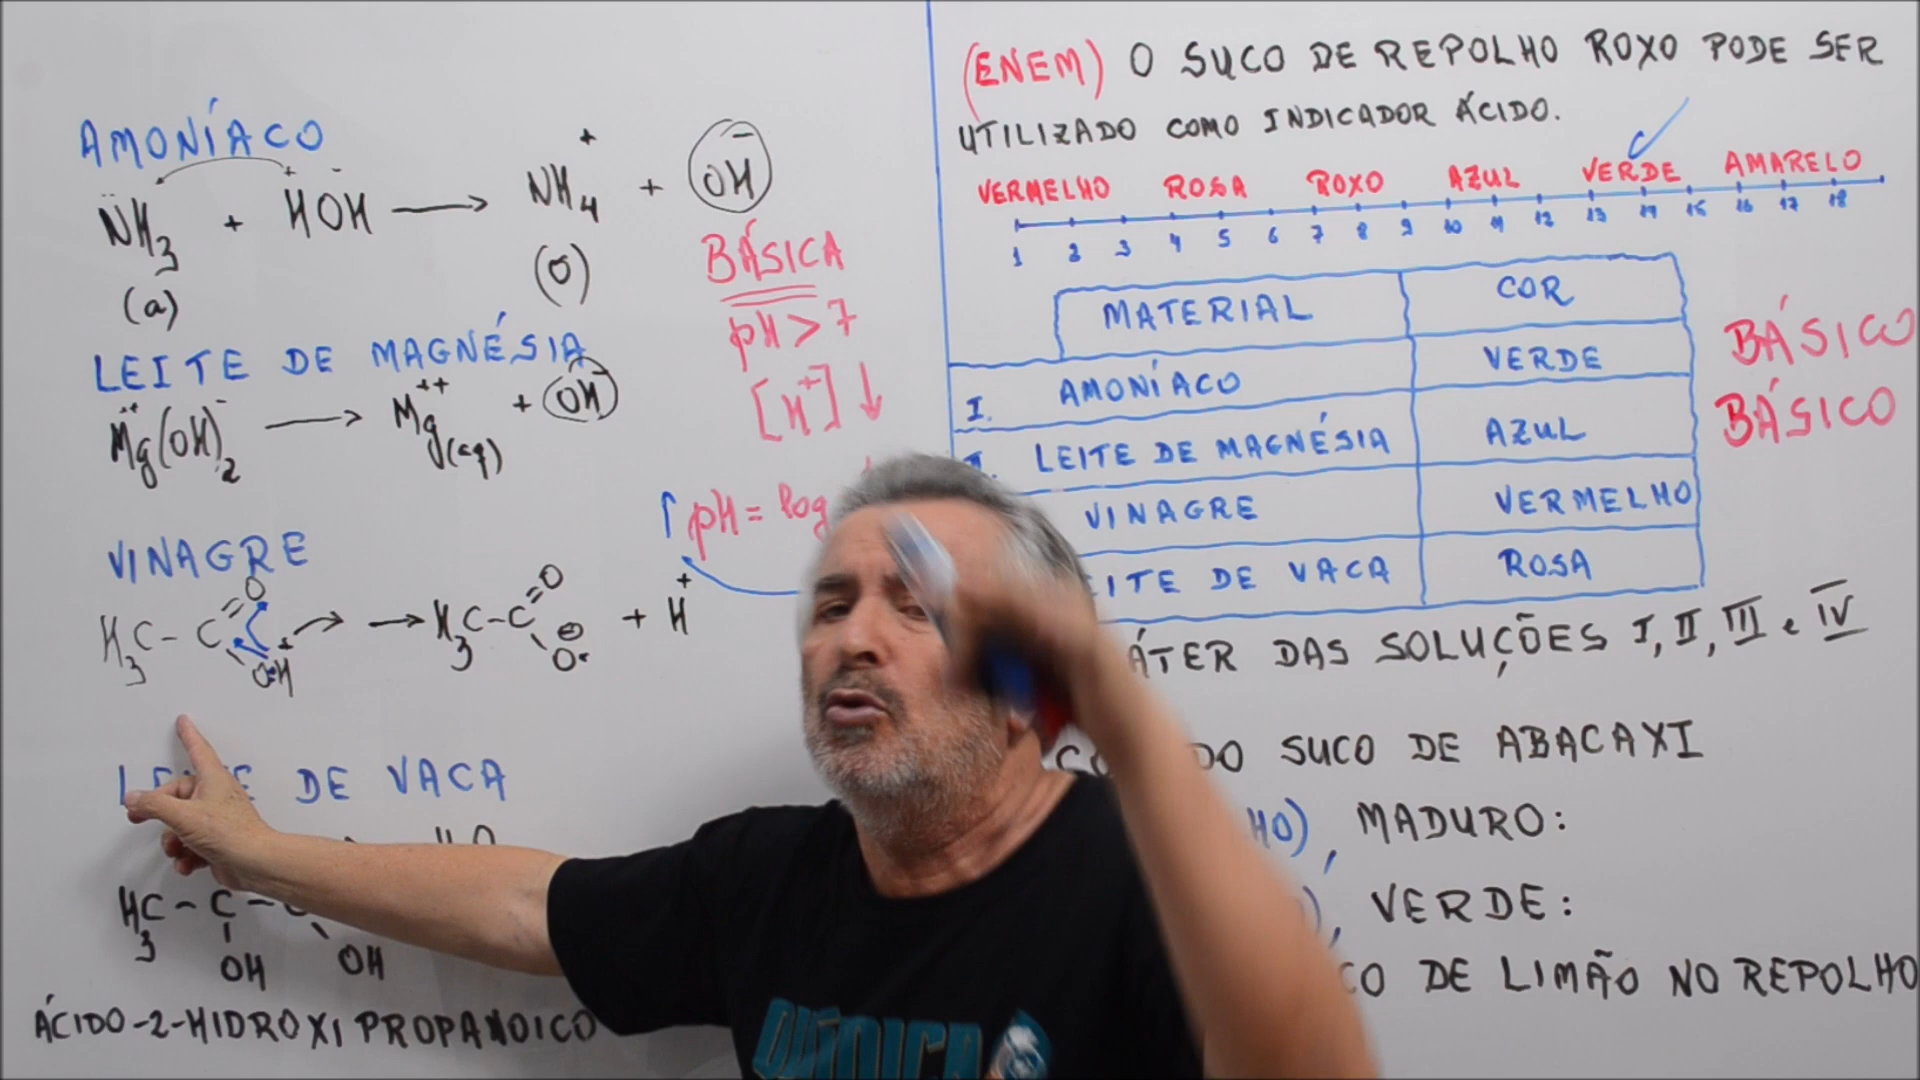 AMONÍACO
NH3 + HOH → NH4+ + OH-
(a) (o)
BÁSICA
pH > 7
[H+] ↓
LEITE DE MAGNÉSIA
Mg(OH)2 → Mg++(aq) + OH-
↑ pH = log
VINAGRE
H3C - C = O OH → H3C - C = O O + H+
LEITE DE VACA
H3C - C - C
OH OH
ÁCIDO-2-HIDROXI PROPANOICO
(ENEM) O SUCO DE REPOLHO ROXO PODE SER
UTILIZADO COMO INDICADOR ÁCIDO.
VERMELHO ROSA ROXO AZUL VERDE AMARELO
1 2 3 4 5 6 7 8 9 10 11 12 13 14 15 16 17 18
MATERIAL COR
I. AMONÍACO VERDE BÁSICO
LEITE DE MAGNÉSIA AZUL BÁSICO
VINAGRE VERMELHO
EITE DE VACA ROSA
ÁTER DAS SOLUÇÕES I, II, III e IV
DO SUCO DE ABACAXI
HO), MADURO:
), VERDE:
CO DE LIMÃO NO REPOLHO
QUÍMICA